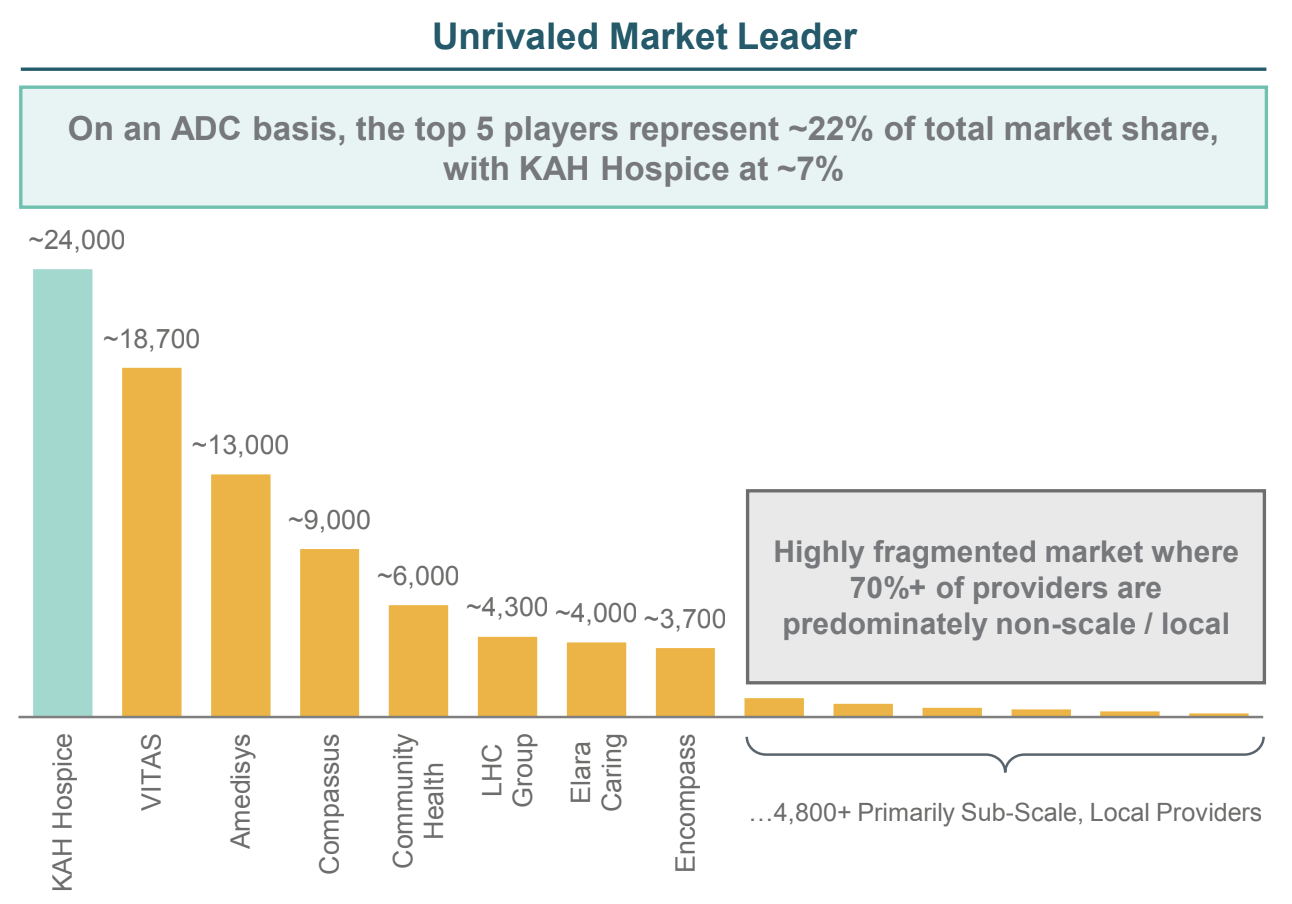 Unrivaled Market Leader
On an ADC basis, the top 5 players represent ~22% of total market share,
with KAH Hospice at ~7%
~24,000
~18,700
~13,000
~9,000
~6,000
~4,300
~4,000
~3,700
Highly fragmented market where
70%+ of providers are
predominately non-scale / local
KAH Hospice
VITAS
Amedisys
Compassus
Community
Health
LHC
Group
Elara
Caring
Encompass
…4,800+ Primarily Sub-Scale, Local Providers